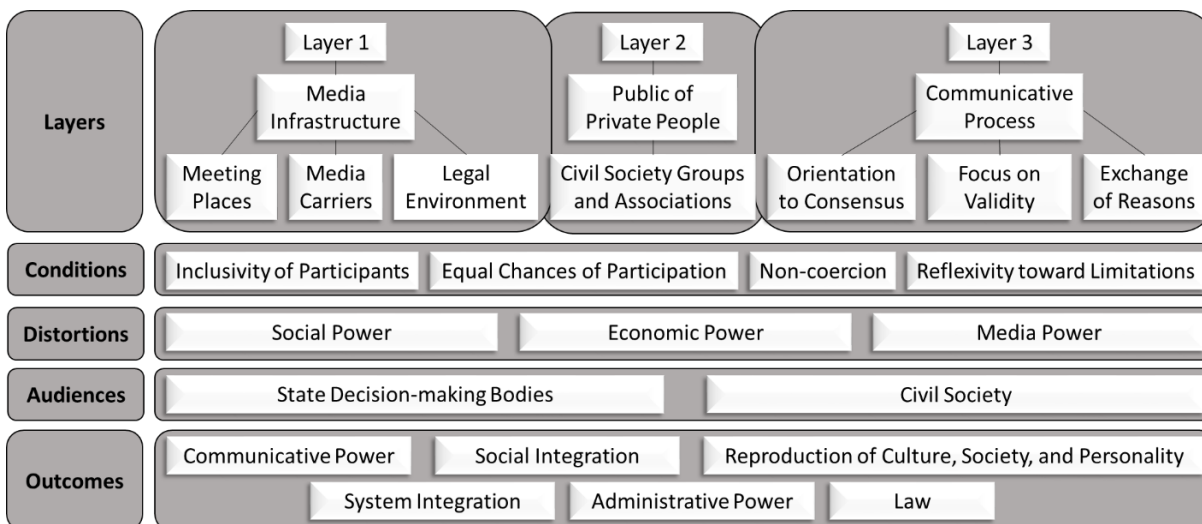 Layers
Layer 1
Media
Infrastructure
Meeting
Places
Media
Carriers
Legal
Environment
Layer 2
Public of
Private People
Civil Society Groups
and Associations
Layer 3
Communicative
Process
Orientation
to Consensus
Focus on
Validity
Exchange
of Reasons
Conditions
Inclusivity of Participants
Equal Chances of Participation
Non-coercion
Reflexivity toward Limitations
Distortions
Social Power
Economic Power
Media Power
Audiences
State Decision-making Bodies
Civil Society
Outcomes
Communicative Power
Social Integration
Reproduction of Culture, Society, and Personality
System Integration
Administrative Power
Law